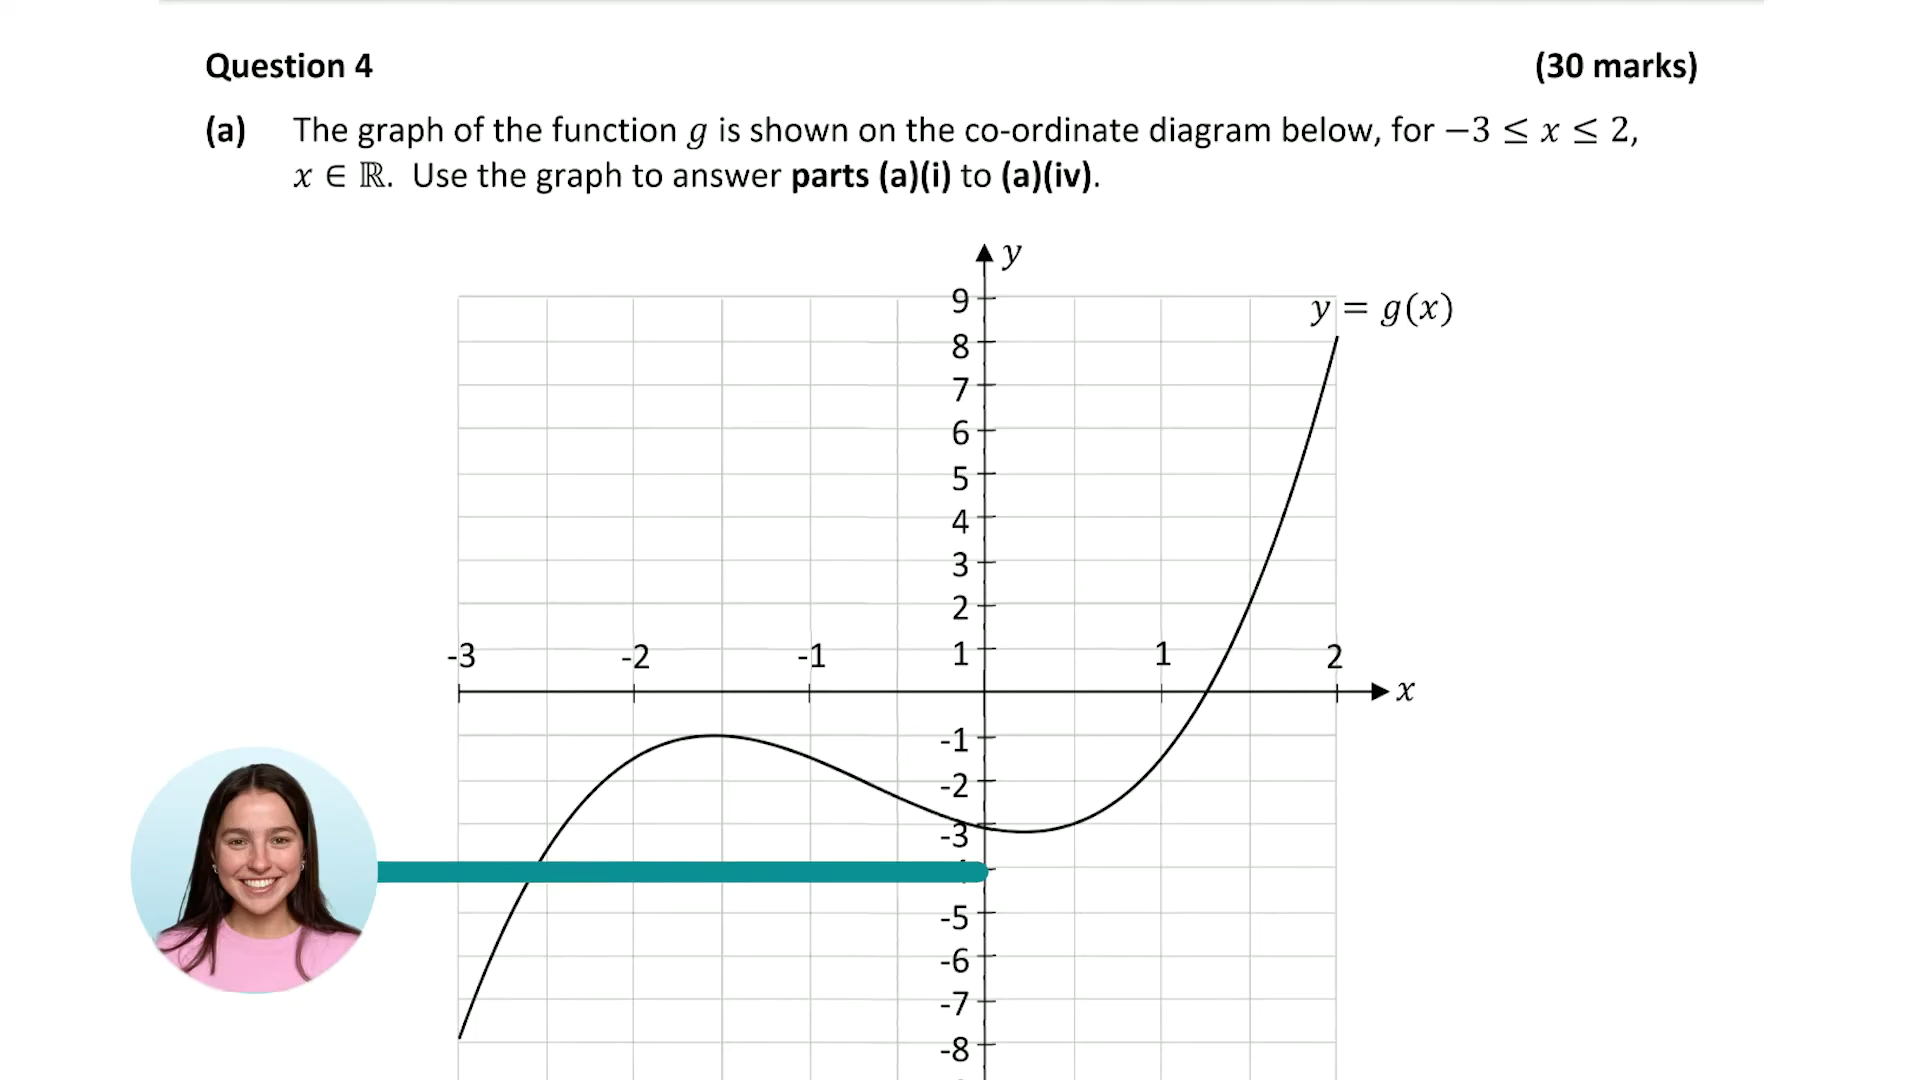 Question 4 (30 marks)
(a) The graph of the function g is shown on the co-ordinate diagram below, for −3 ≤ x ≤ 2,
x ∈ ℝ. Use the graph to answer parts (a)(i) to (a)(iv).
y
9
y = g(x)
8
7
6
5
4
3
2
-3 -2 -1 1 1 2
x
-1
-2
-3
-5
-6
-7
-8